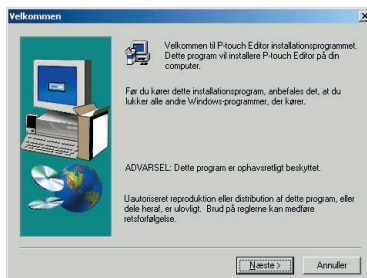 Velkommen
Velkommen til P-touch Editor installationsprogrammet.
Dette program vil installere P-touch Editor på din
computer.
Før du kører dette installationsprogram, anbefales det, at du
lukker alle andre Windows-programmer, der kører.
ADVARSEL: Dette program er ophavsretligt beskyttet.
Uautoriseret reproduktion eller distribution af dette program, eller
dele heraf, er ulovligt. Brud på reglerne kan medføre
retsforfølgelse.
Næste >
Annuller